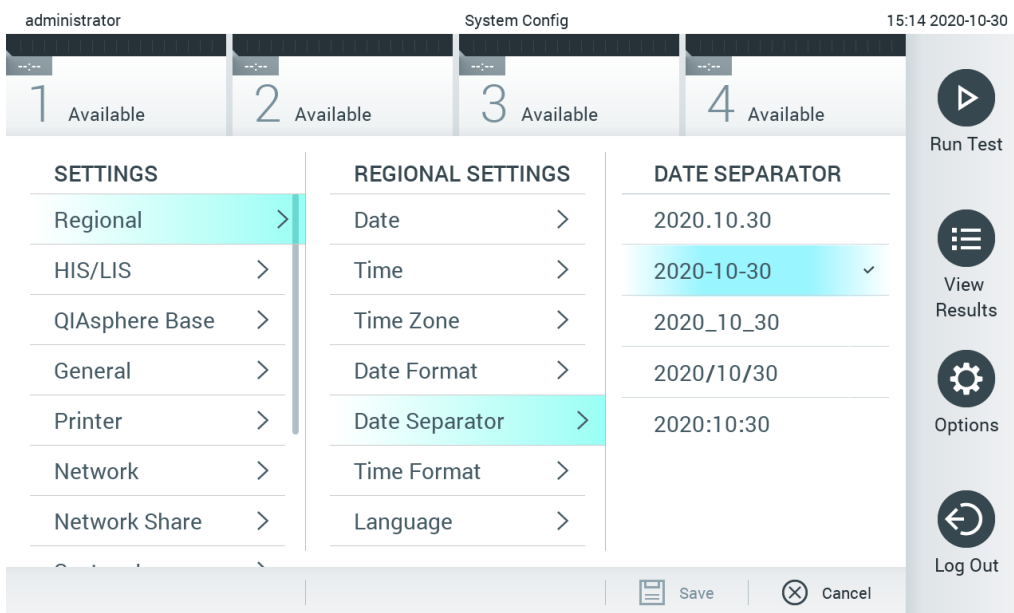 administrator System Config 15:14 2020-10-30
--:-- --:-- --:-- --:--
1 Available 2 Available 3 Available 4 Available
Run Test
View
Results
Options
Log Out
SETTINGS
Regional
HIS/LIS
QIAsphere Base
General
Printer
Network
Network Share
REGIONAL SETTINGS
Date
Time
Time Zone
Date Format
Date Separator
Time Format
Language
DATE SEPARATOR
2020.10.30
2020-10-30
2020_10_30
2020/10/30
2020:10:30
Save Cancel